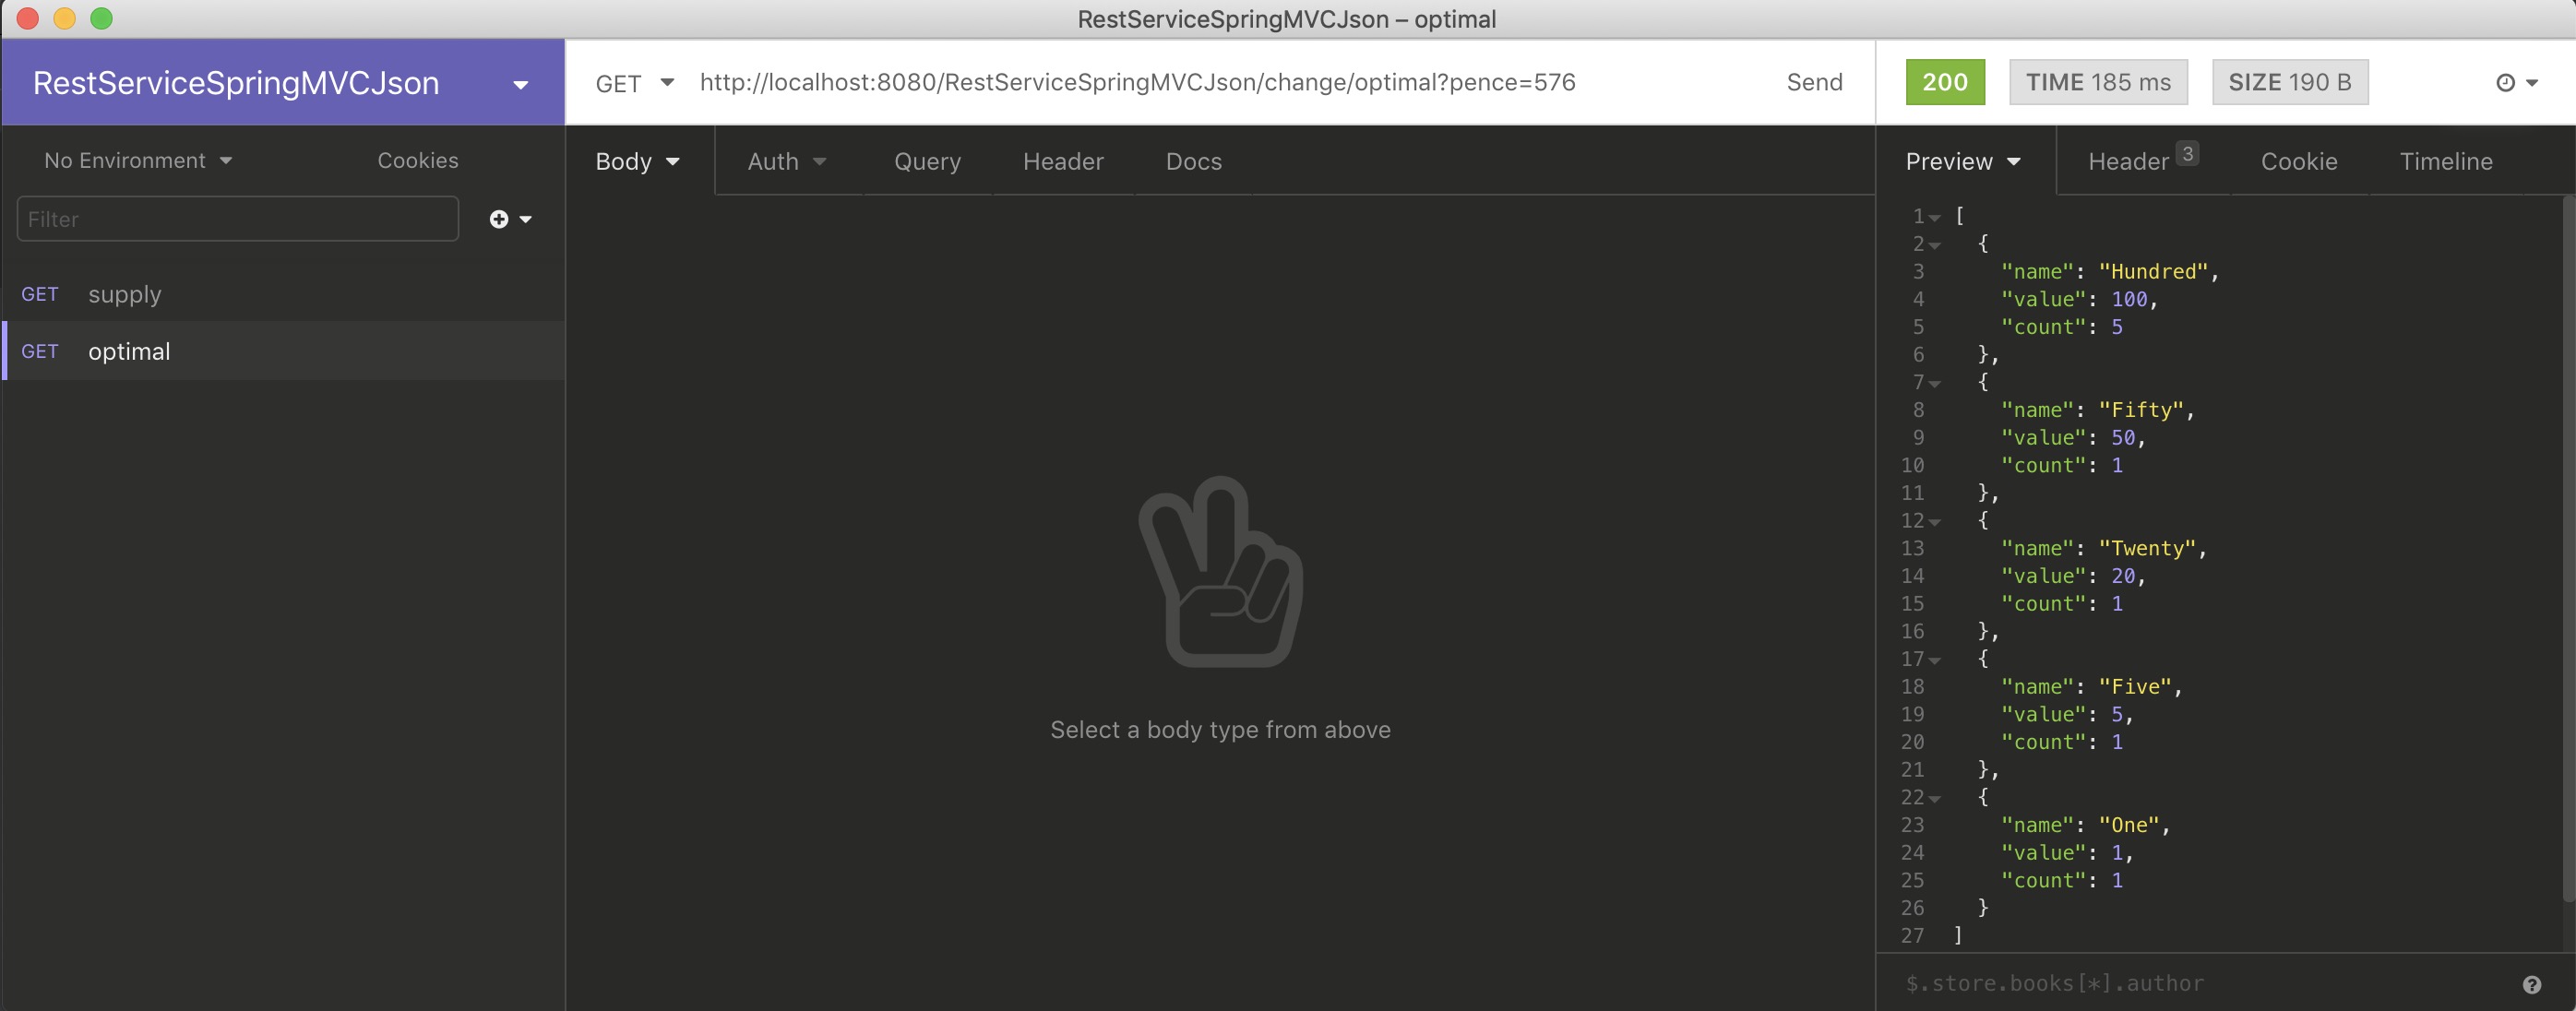 RestServiceSpringMVCJson – optimal
RestServiceSpringMVCJson
GET http://localhost:8080/RestServiceSpringMVCJson/change/optimal?pence=576 Send
200 TIME 185 ms SIZE 190 B
No Environment Cookies
Filter
GET supply
GET optimal
Body Auth Query Header Docs
Select a body type from above
Preview Header 3 Cookie Timeline
1 [
2 {
3 "name": "Hundred",
4 "value": 100,
5 "count": 5
6 },
7 {
8 "name": "Fifty",
9 "value": 50,
10 "count": 1
11 },
12 {
13 "name": "Twenty",
14 "value": 20,
15 "count": 1
16 },
17 {
18 "name": "Five",
19 "value": 5,
20 "count": 1
21 },
22 {
23 "name": "One",
24 "value": 1,
25 "count": 1
26 }
27 ]
$.store.books[*].author ?